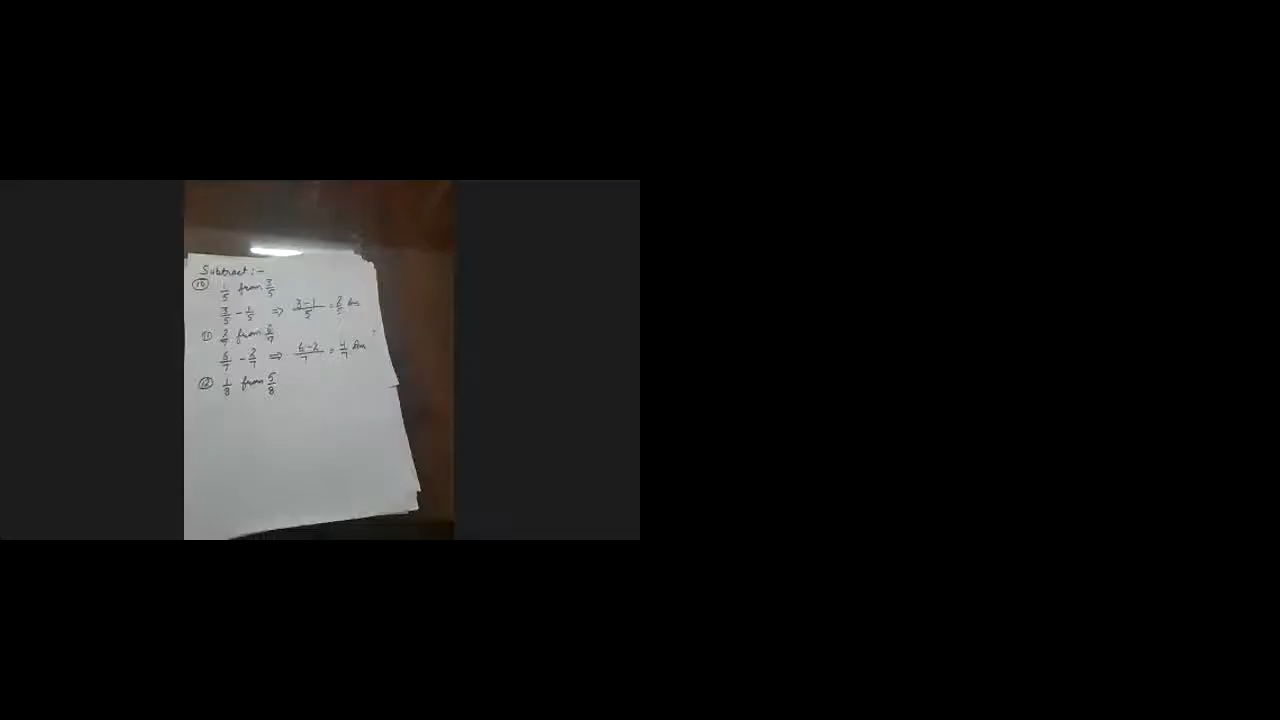 Subtract :-
(10) 1/5 from 3/5
3/5 - 1/5 ⇒ 3-1/5 = 2/5 Ans
(11) 2/7 from 6/7
6/7 - 2/7 ⇒ 6-2/7 = 4/7 Ans
(12) 1/8 from 5/8